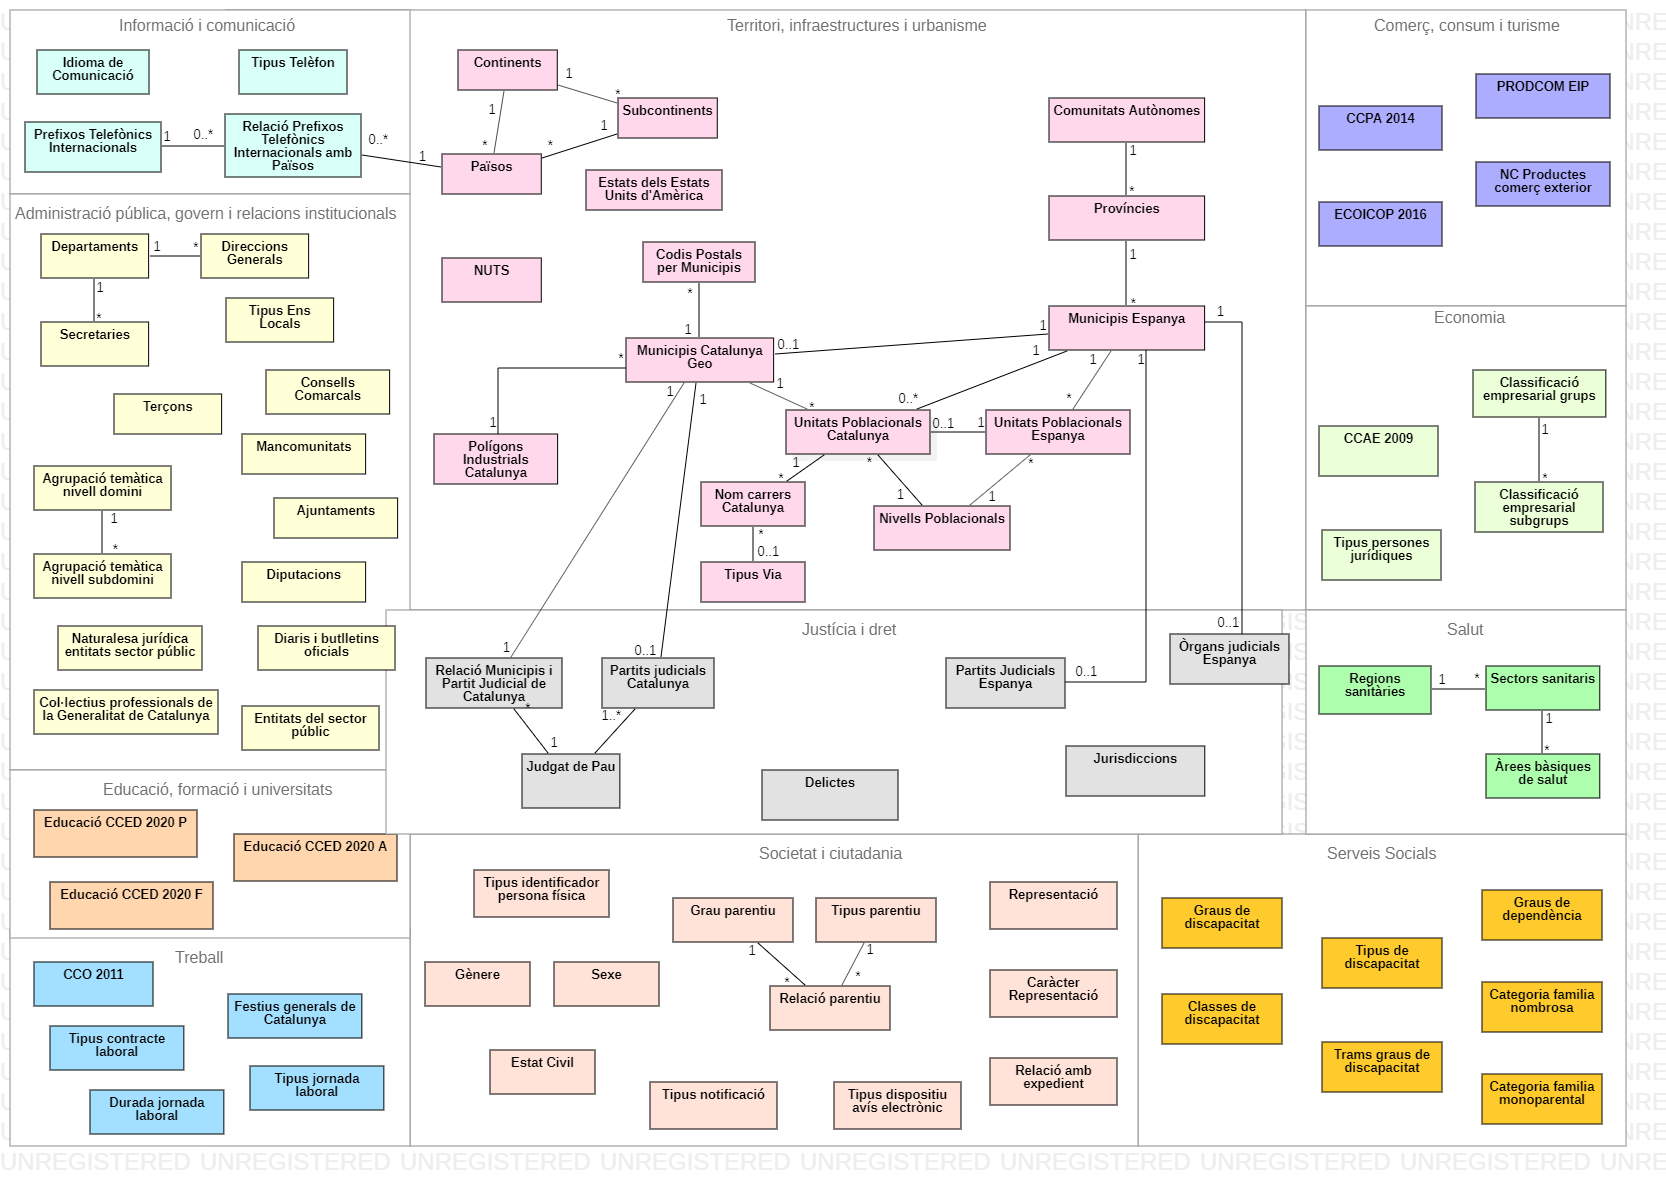 Informació i comunicació
Idioma de
Comunicació
Tipus Telèfon
Prefixos Telefònics
Internacionals
1
0..*
Relació Prefixos
Telefònics
Internacionals amb
Països
0..*
1
Territori, infraestructures i urbanisme
Continents
1
*
Subcontinents
1
*
1
*
Països
Estats dels Estats
Units d'Amèrica
NUTS
Comunitats Autònomes
1
*
Províncies
1
*
Municipis Espanya
1
Codis Postals
per Municipis
*
1
Municipis Catalunya
Geo
0..1
1
*
1
Polígons
Industrials
Catalunya
1
1
1
*
1
0..*
1
*
1
Unitats Poblacionals
Catalunya
0..1
1
Unitats Poblacionals
Espanya
1
*
*
1
*
1
Nom carrers
Catalunya
*
0..1
Tipus Via
Nivells Poblacionals
Comerç, consum i turisme
PRODCOM EIP
CCPA 2014
NC Productes
comerç exterior
ECOICOP 2016
Administració pública, govern i relacions institucionals
Departaments
1
*
Direccions
Generals
1
*
Secretaries
Tipus Ens
Locals
Consells
Comarcals
Terçons
Mancomunitats
Agrupació temàtica
nivell domini
1
*
Agrupació temàtica
nivell subdomini
Ajuntaments
Diputacions
Naturalesa jurídica
entitats sector públic
Diaris i butlletins
oficials
Col·lectius professionals de
la Generalitat de Catalunya
Entitats del sector
públic
Economia
Classificació
empresarial grups
1
*
Classificació
empresarial
subgrups
CCAE 2009
Tipus persones
jurídiques
Justícia i dret
1
Relació Municipis i
Partit Judicial de
Catalunya
*
1
0..1
Partits judicials
Catalunya
1..*
Judgat de Pau
Partits Judicials
Espanya
0..1
0..1
Òrgans judicials
Espanya
Delictes
Jurisdiccions
Salut
Regions
sanitàries
1
*
Sectors sanitaris
1
*
Àrees bàsiques
de salut
Educació, formació i universitats
Educació CCED 2020 P
Educació CCED 2020 A
Educació CCED 2020 F
Treball
CCO 2011
Festius generals de
Catalunya
Tipus contracte
laboral
Tipus jornada
laboral
Durada jornada
laboral
Societat i ciutadania
Tipus identificador
persona física
Grau parentiu
Tipus parentiu
1
*
1
*
Relació parentiu
Representació
Gènere
Sexe
Caràcter
Representació
Estat Civil
Tipus notificació
Tipus dispositiu
avís electrònic
Relació amb
expedient
Serveis Socials
Graus de
discapacitat
Graus de
dependència
Tipus de
discapacitat
Classes de
discapacitat
Categoria familia
nombrosa
Trams graus de
discapacitat
Categoria familia
monoparental
UNREGISTERED UNREGISTERED UNREGISTERED UNREGISTERED UNREGISTERED UNREGISTERED UNREGISTERED UNREGISTERED UNRE